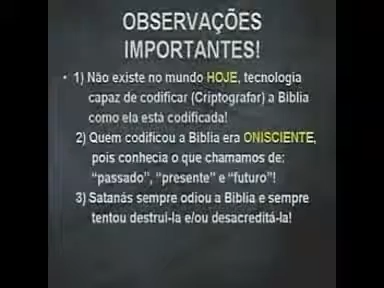 OBSERVAÇÕES
IMPORTANTES!
• 1) Não existe no mundo HOJE, tecnologia
capaz de codificar (Criptografar) a Bíblia
como ela está codificada!
2) Quem codificou a Bíblia era ONISCIENTE,
pois conhecia o que chamamos de:
“passado”, “presente” e “futuro”!
3) Satanás sempre odiou a Bíblia e sempre
tentou destruí-la e/ou desacreditá-la!